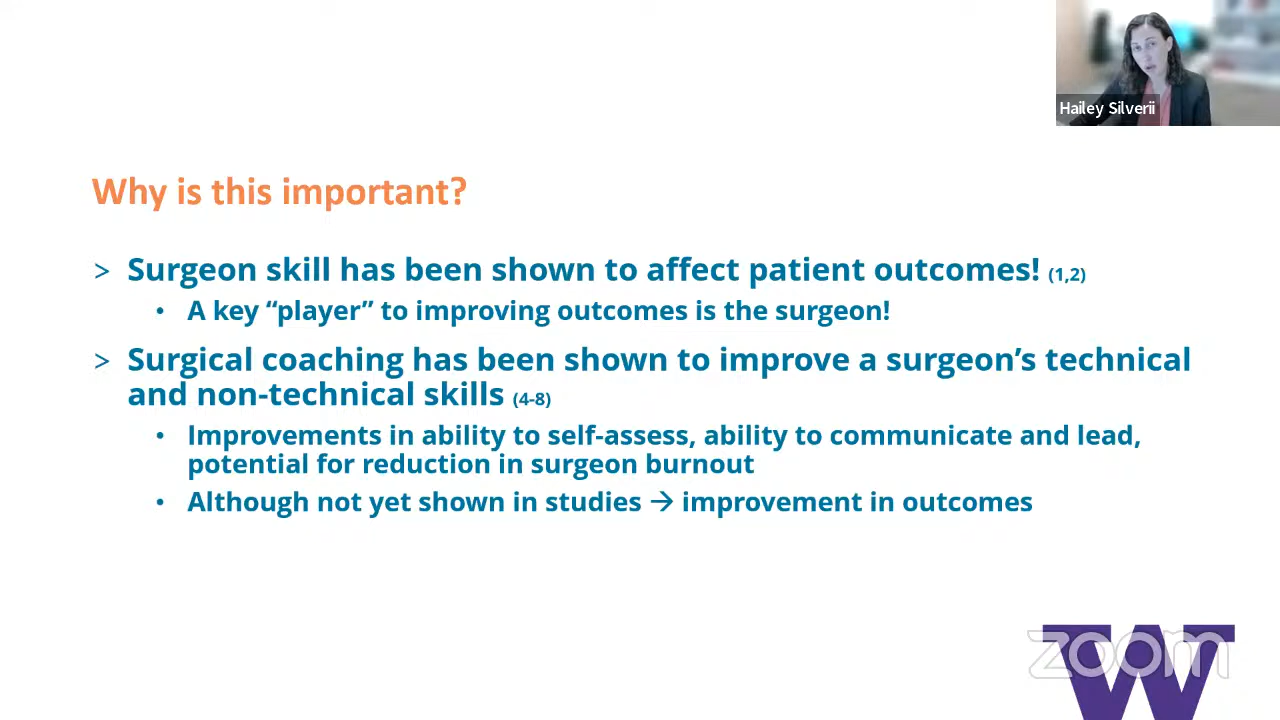 Hailey Silverii
Why is this important?
> Surgeon skill has been shown to affect patient outcomes! (1,2)
• A key “player” to improving outcomes is the surgeon!
> Surgical coaching has been shown to improve a surgeon’s technical
and non-technical skills (4-8)
• Improvements in ability to self-assess, ability to communicate and lead,
potential for reduction in surgeon burnout
• Although not yet shown in studies → improvement in outcomes
zoom
W